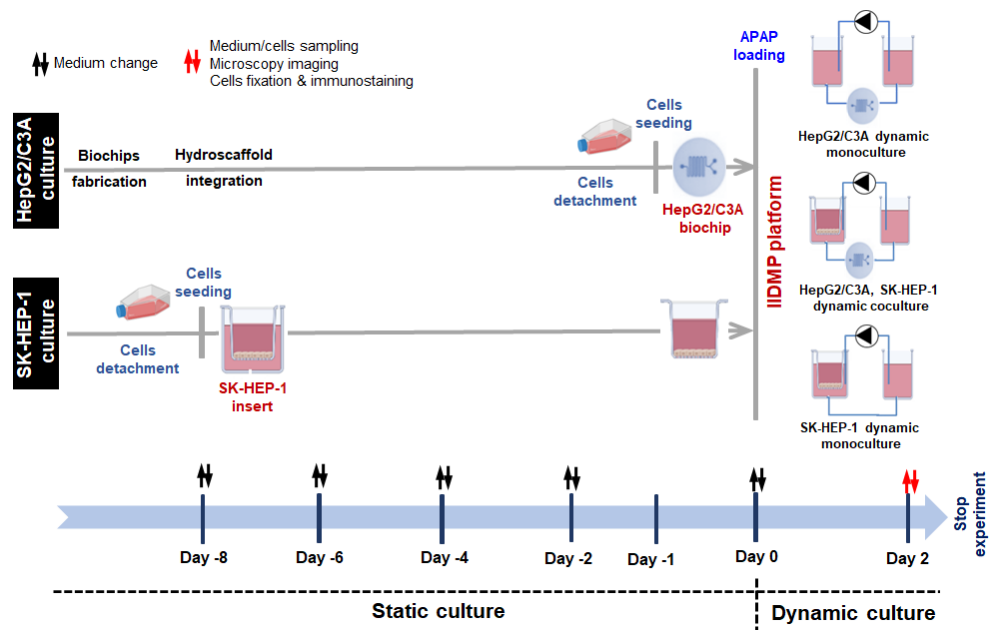 Medium change
Medium/cells sampling
Microscopy imaging
Cells fixation & immunostaining
APAP
loading
HepG2/C3A
culture
Biochips
fabrication
Hydroscaffold
integration
Cells
seeding
Cells
detachment
HepG2/C3A
biochip
IIDMP platform
HepG2/C3A dynamic
monoculture
HepG2/C3A, SK-HEP-1
dynamic coculture
SK-HEP-1 dynamic
monoculture
SK-HEP-1
culture
Cells
seeding
Cells
detachment
SK-HEP-1
insert
Day -8
Day -6
Day -4
Day -2
Day -1
Day 0
Day 2
Stop
experiment
Static culture
Dynamic culture